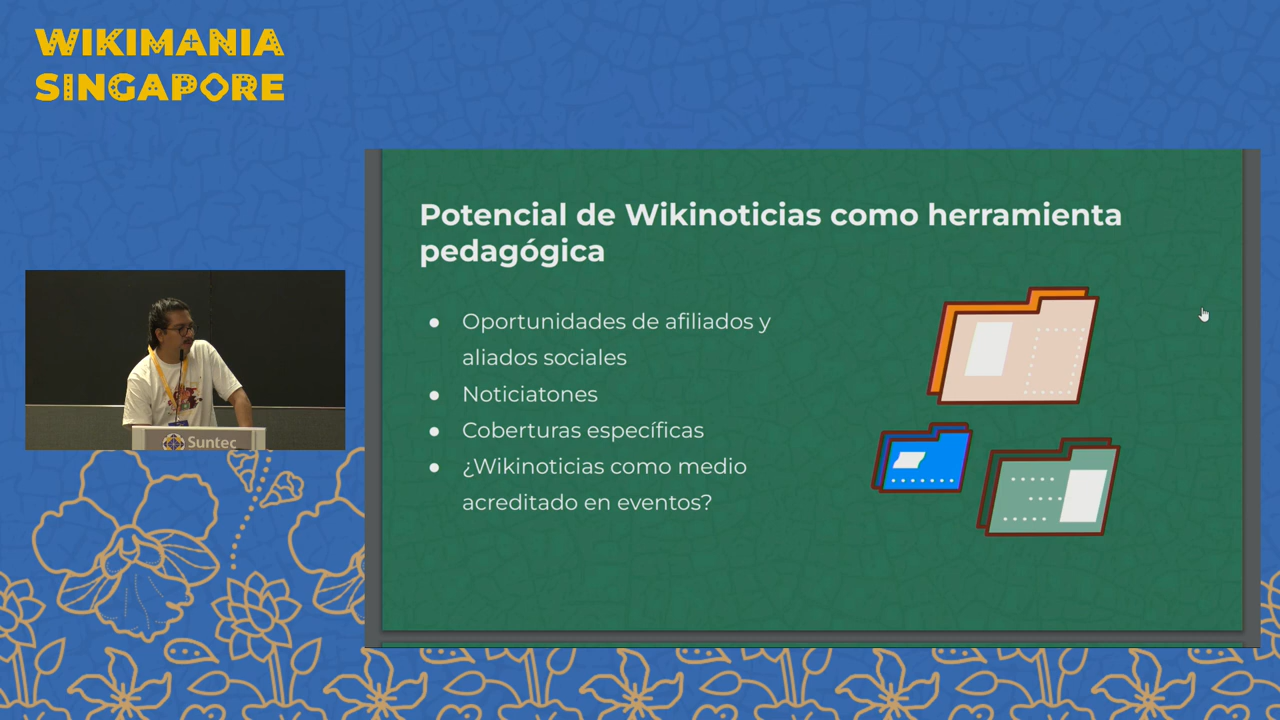 WIKIMANIA
SINGAPORE
Potencial de Wikinoticias como herramienta
pedagógica
● Oportunidades de afiliados y
aliados sociales
● Noticiatones
● Coberturas específicas
● ¿Wikinoticias como medio
acreditado en eventos?
Suntec